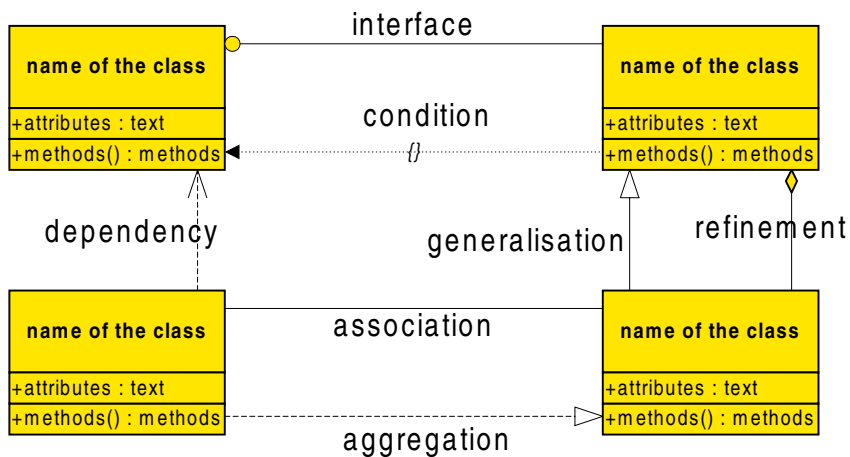 interface
name of the class
name of the class
+attributes : text
+attributes : text
condition
+methods() : methods
{}
+methods() : methods
dependency
generalisation
refinement
name of the class
association
name of the class
+attributes : text
+attributes : text
+methods() : methods
+methods() : methods
aggregation